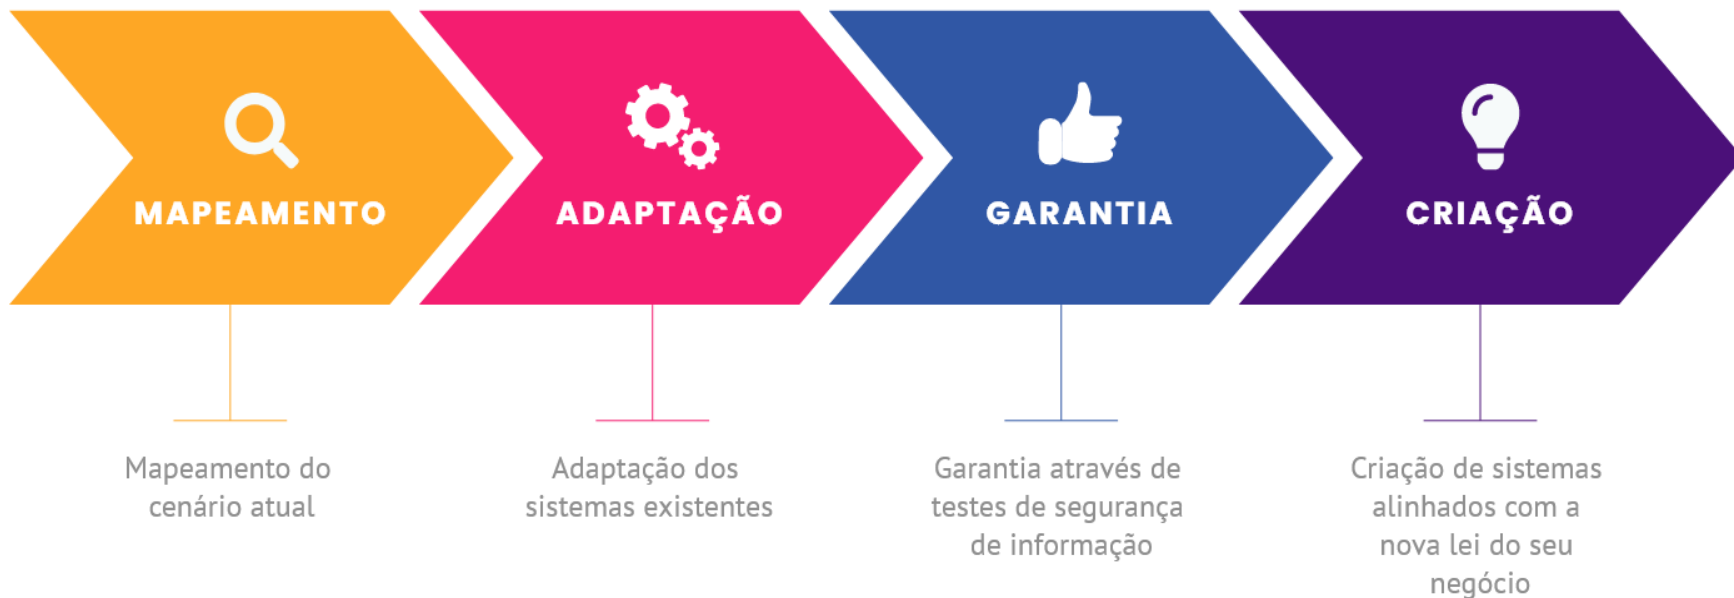 MAPEAMENTO
ADAPTAÇÃO
GARANTIA
CRIAÇÃO
Mapeamento do
cenário atual
Adaptação dos
sistemas existentes
Garantia através de
testes de segurança
de informação
Criação de sistemas
alinhados com a
nova lei do seu
negócio